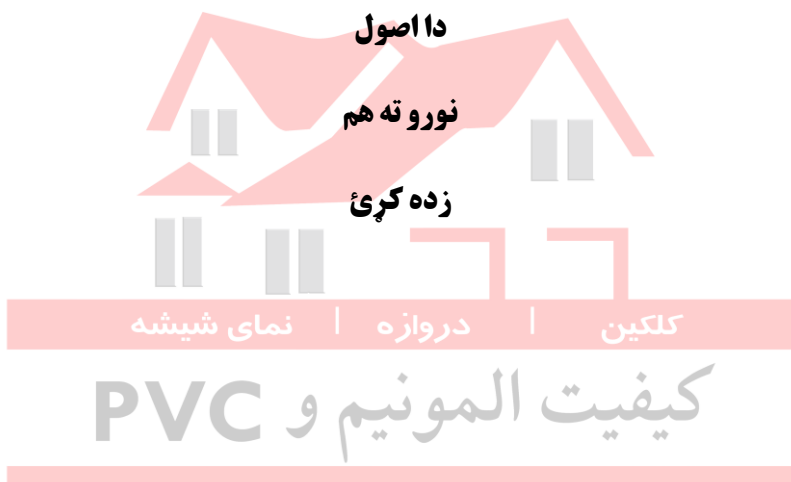 دا اصول
نورو ته هم
زده کړئ
کلکین | دروازه | نمای شیشه
کیفیت المونیم و PVC